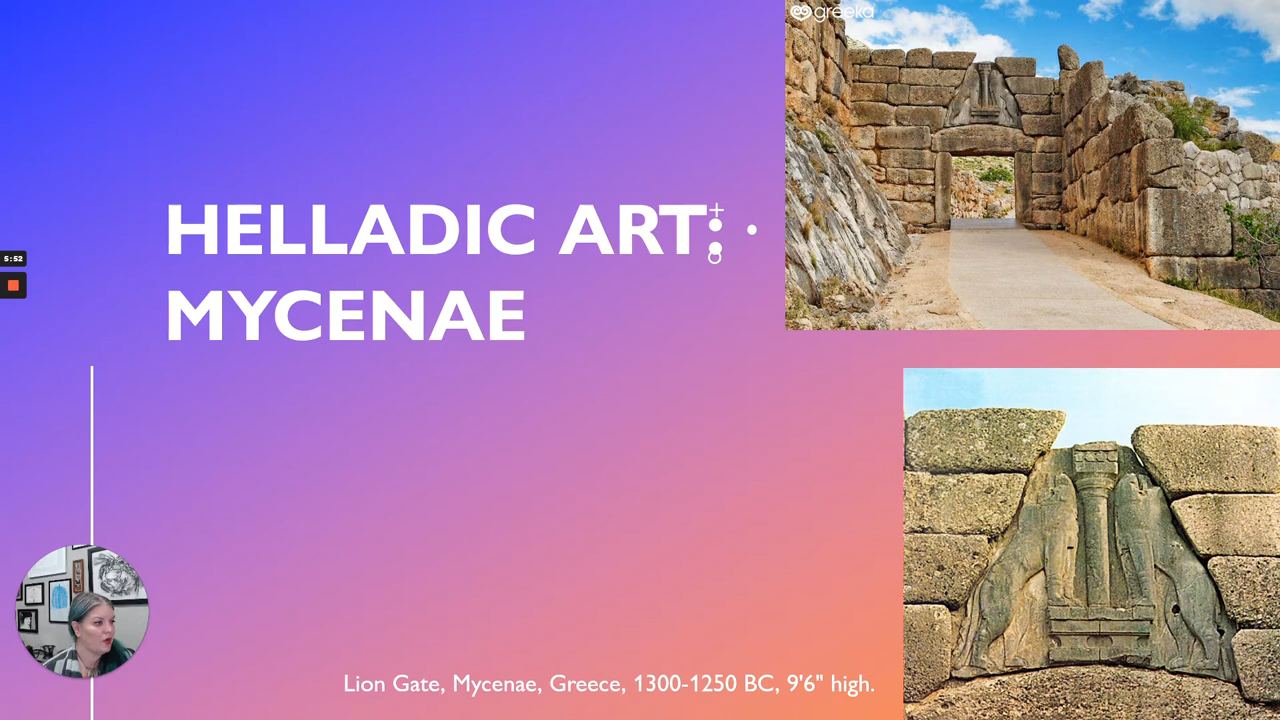 greeka
HELLADIC ART:
MYCENAE
5:52
Lion Gate, Mycenae, Greece, 1300-1250 BC, 9'6" high.